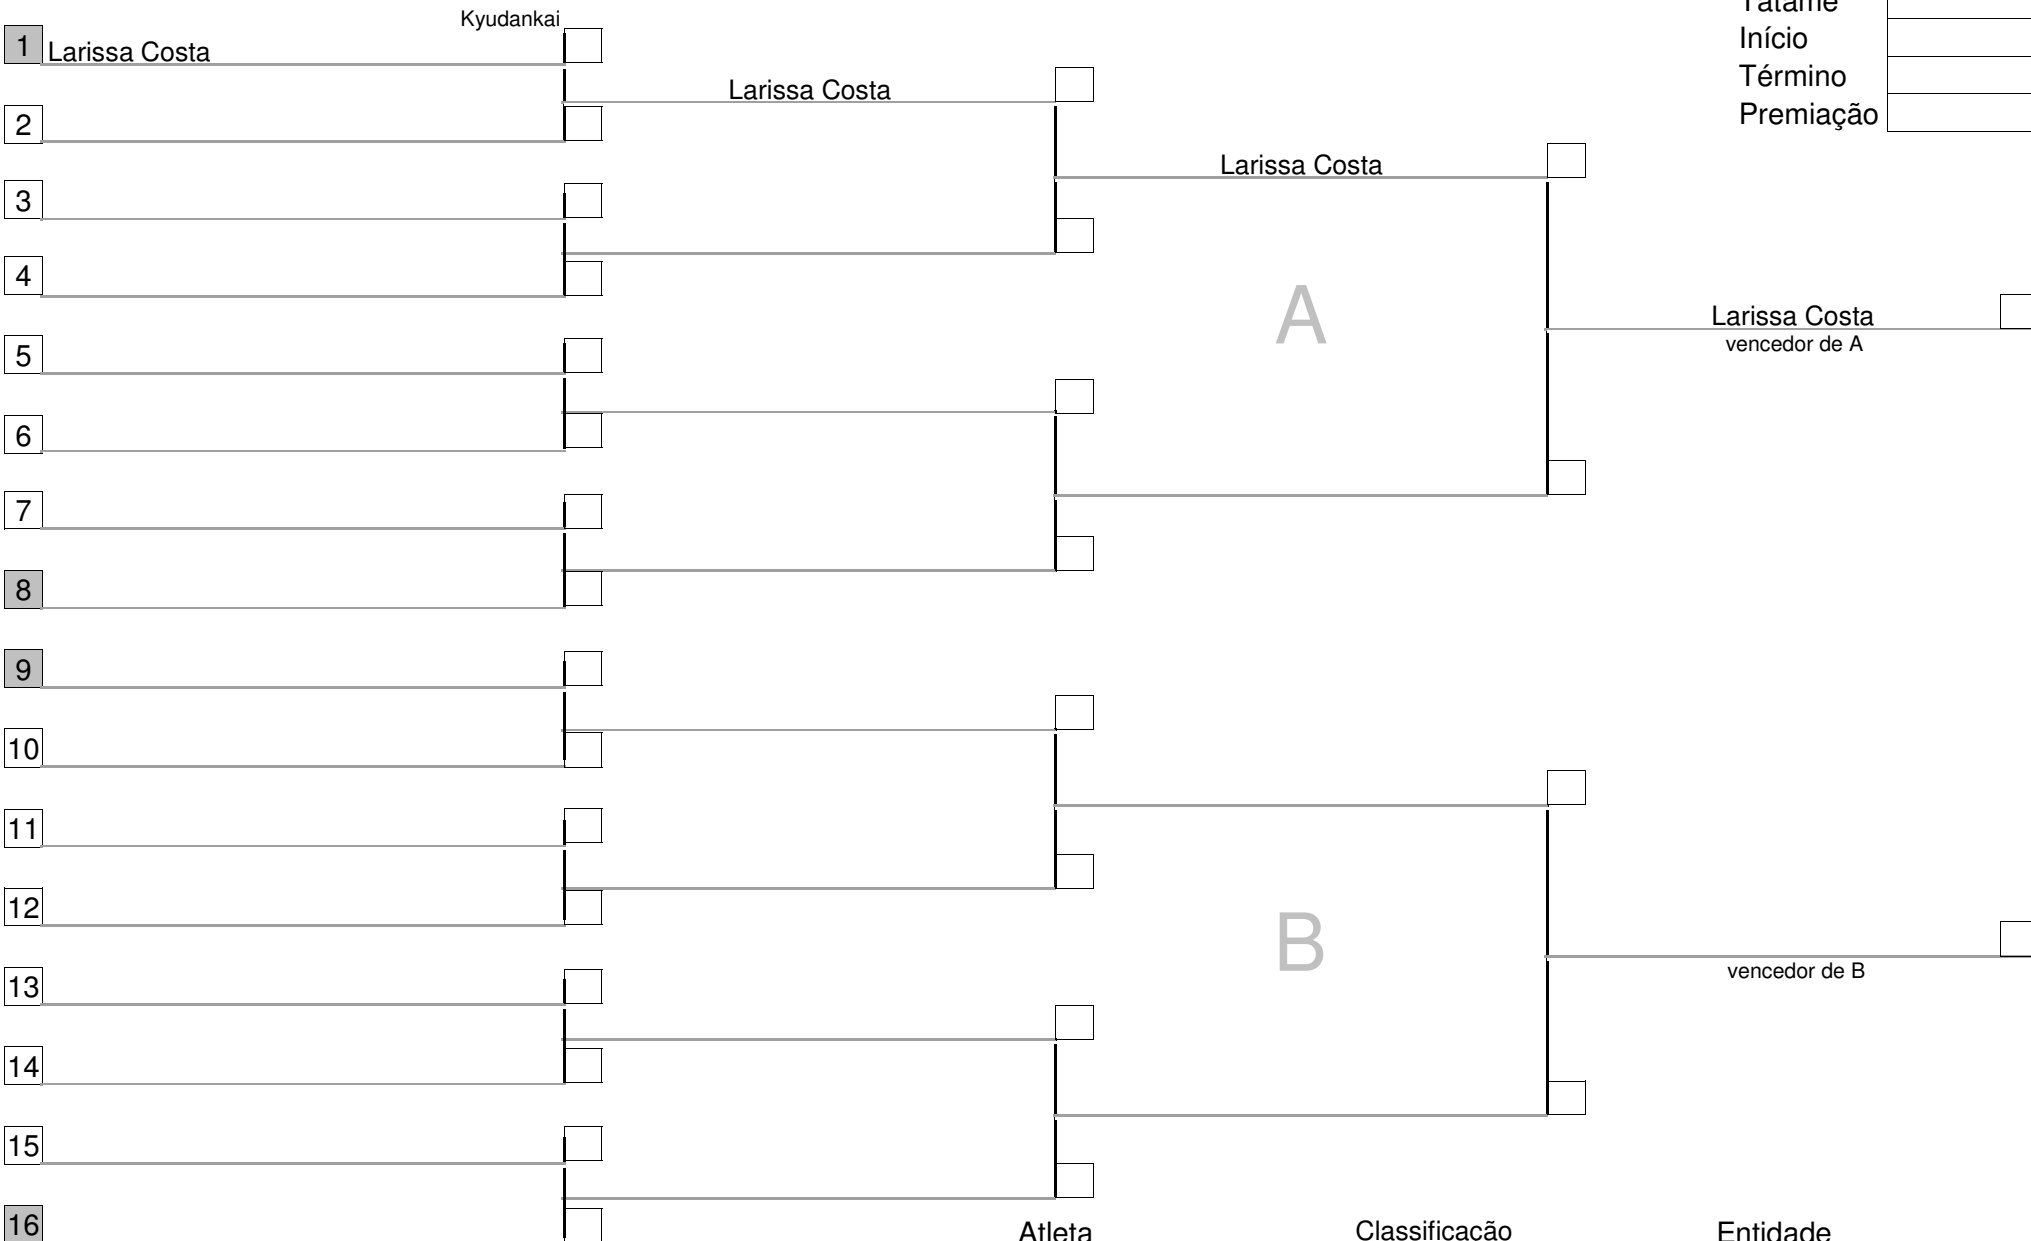 Kyudankai
Tatame
1 Larissa Costa
Início
Larissa Costa
Término
2
Premiação
Larissa Costa
3
4
A
Larissa Costa
5
vencedor de A
6
7
8
9
10
11
12
B
13
vencedor de B
14
15
16
Atleta
Classificação
Entidade